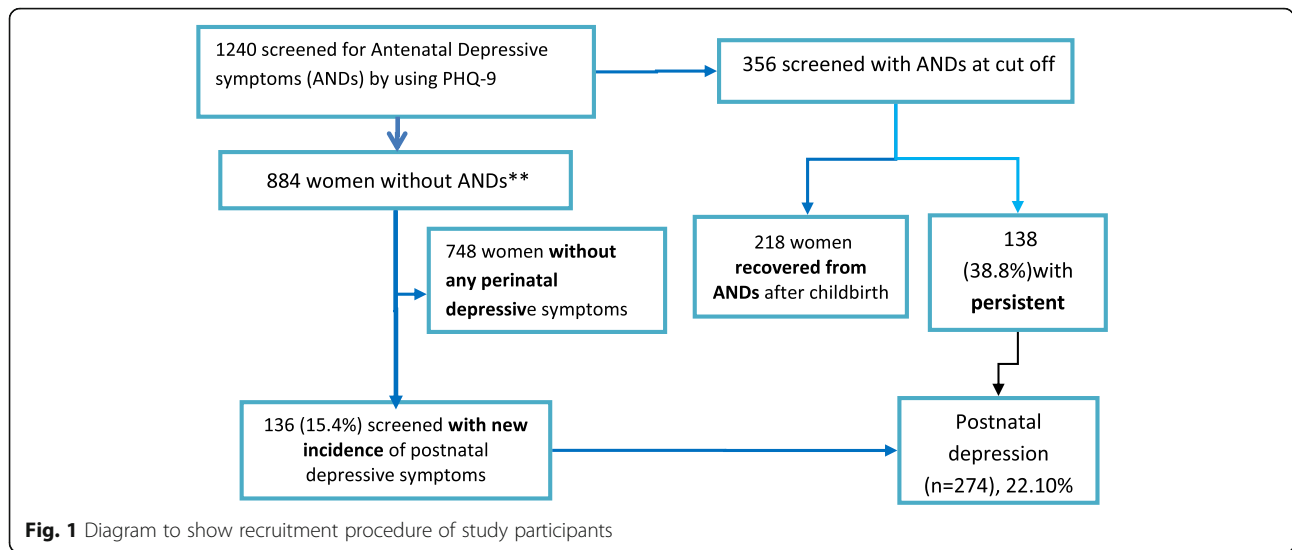 1240 screened for Antenatal Depressive
symptoms (ANDs) by using PHQ-9
356 screened with ANDs at cut off
884 women without ANDs**
748 women without
any perinatal
depressive symptoms
218 women
recovered from
ANDs after childbirth
138
(38.8%)with
persistent
136 (15.4%) screened with new
incidence of postnatal
depressive symptoms
Postnatal
depression
(n=274), 22.10%
Fig. 1 Diagram to show recruitment procedure of study participants